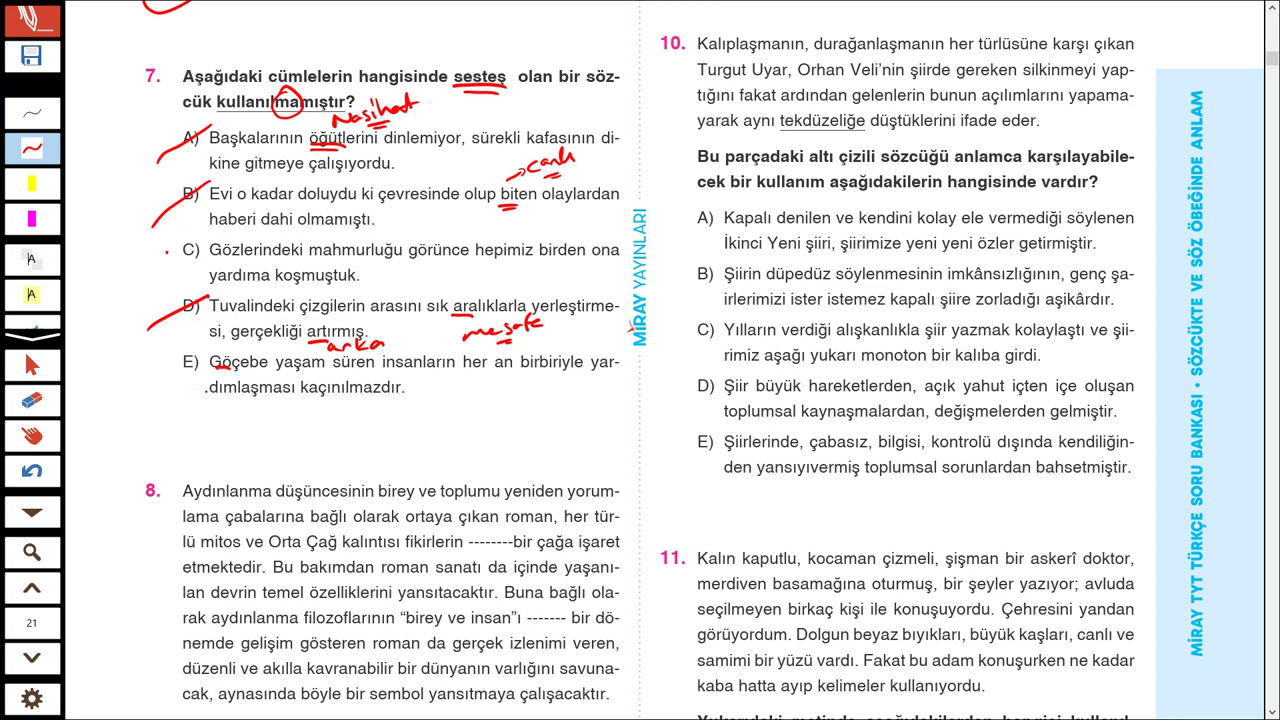 7. Aşağıdaki cümlelerin hangisinde sesteş olan bir söz-
cük kullanılmamıştır?
Nasihat
A) Başkalarının öğütlerini dinlemiyor, sürekli kafasının di-
kine gitmeye çalışıyordu.
canlı
B) Evi o kadar doluydu ki çevresinde olup biten olaylardan
haberi dahi olmamıştı.
C) Gözlerindeki mahmurluğu görünce hepimiz birden ona
yardıma koşmuştuk.
D) Tuvalindeki çizgilerin arasını sık aralıklarla yerleştirme-
si, gerçekliği artırmış.
mesafe
arka
E) Göçebe yaşam süren insanların her an birbiriyle yar-
dımlaşması kaçınılmazdır.
8. Aydınlanma düşüncesinin birey ve toplumu yeniden yorum-
lama çabalarına bağlı olarak ortaya çıkan roman, her tür-
lü mitos ve Orta Çağ kalıntısı fikirlerin --------bir çağa işaret
etmektedir. Bu bakımdan roman sanatı da içinde yaşanı-
lan devrin temel özelliklerini yansıtacaktır. Buna bağlı ola-
rak aydınlanma filozoflarının “birey ve insan”ı ------- bir dö-
nemde gelişim gösteren roman da gerçek izlenimi veren,
düzenli ve akılla kavranabilir bir dünyanın varlığını savuna-
cak, aynasında böyle bir sembol yansıtmaya çalışacaktır.
MİRAY YAYINLARI
10. Kalıplaşmanın, durağanlaşmanın her türlüsüne karşı çıkan
Turgut Uyar, Orhan Veli’nin şiirde gereken silkinmeyi yap-
tığını fakat ardından gelenlerin bunun açılımlarını yapama-
yarak aynı tekdüzeliğe düştüklerini ifade eder.
Bu parçadaki altı çizili sözcüğü anlamca karşılayabile-
cek bir kullanım aşağıdakilerin hangisinde vardır?
A) Kapalı denilen ve kendini kolay ele vermediği söylenen
İkinci Yeni şiiri, şiirimize yeni yeni özler getirmiştir.
B) Şiirin düpedüz söylenmesinin imkânsızlığının, genç şa-
irlerimizi ister istemez kapalı şiire zorladığı aşikârdır.
C) Yılların verdiği alışkanlıkla şiir yazmak kolaylaştı ve şii-
rimiz aşağı yukarı monoton bir kalıba girdi.
D) Şiir büyük hareketlerden, açık yahut içten içe oluşan
toplumsal kaynaşmalardan, değişmelerden gelmiştir.
E) Şiirlerinde, çabasız, bilgisi, kontrolü dışında kendiliğin-
den yansıyıvermiş toplumsal sorunlardan bahsetmiştir.
11. Kalın kaputlu, kocaman çizmeli, şişman bir askerî doktor,
merdiven basamağına oturmuş, bir şeyler yazıyor; avluda
seçilmeyen birkaç kişi ile konuşuyordu. Çehresini yandan
görüyordum. Dolgun beyaz bıyıkları, büyük kaşları, canlı ve
samimi bir yüzü vardı. Fakat bu adam konuşurken ne kadar
kaba hatta ayıp kelimeler kullanıyordu.
MİRAY TYT TÜRKÇE SORU BANKASI • SÖZCÜKTE VE SÖZ ÖBEĞİNDE ANLAM
A
A
21